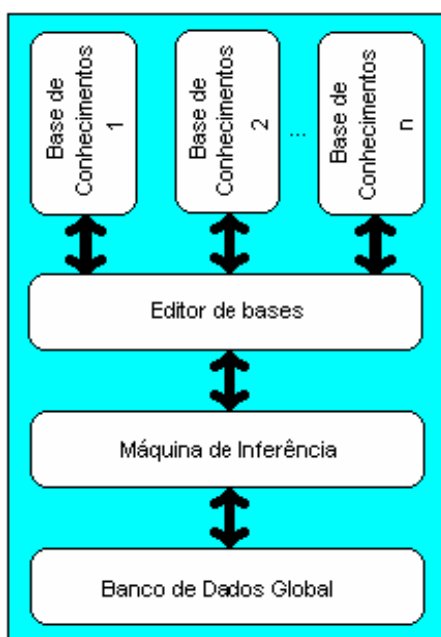 Base de
Conhecimentos
1
Base de
Conhecimentos
2
...
Base de
Conhecimentos
n
Editor de bases
Máquina de Inferência
Banco de Dados Global